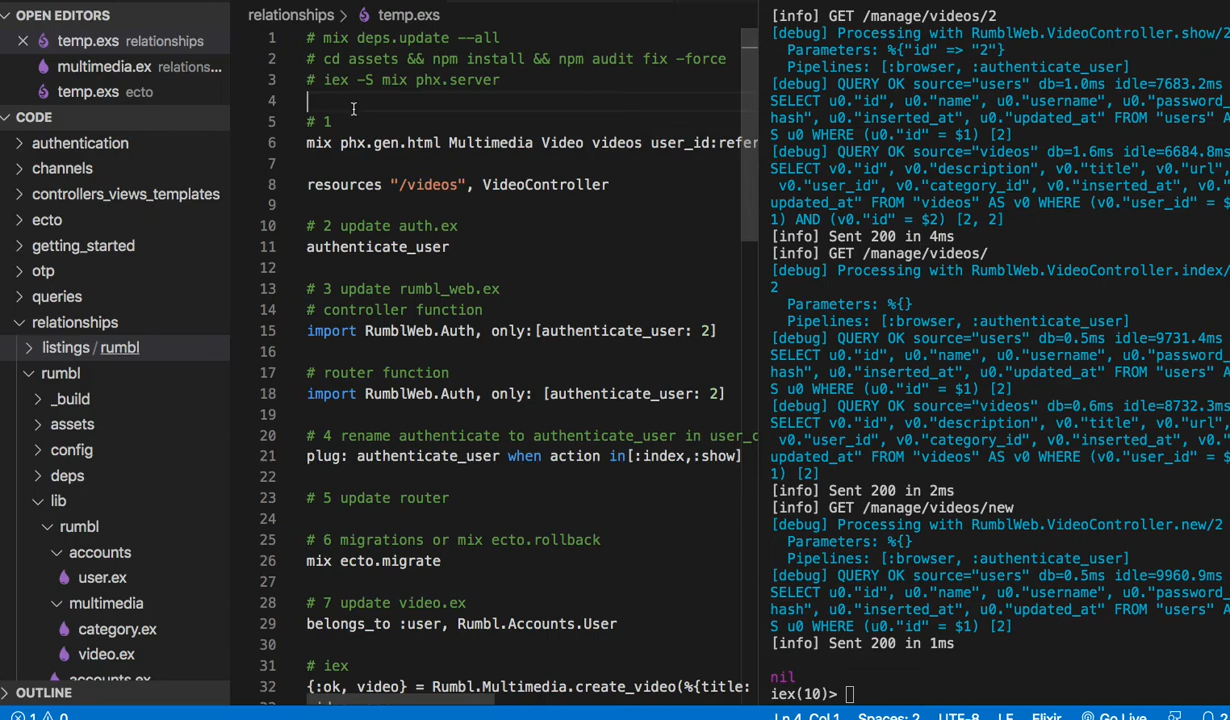 OPEN EDITORS
temp.exs relationships
multimedia.ex relations...
temp.exs ecto
CODE
authentication
channels
controllers_views_templates
ecto
getting_started
otp
queries
relationships
listings / rumbl
rumbl
_build
assets
config
deps
lib
rumbl
accounts
user.ex
multimedia
category.ex
video.ex
accounts.ex
OUTLINE
relationships > temp.exs
1 # mix deps.update --all
2 # cd assets && npm install && npm audit fix -force
3 # iex -S mix phx.server
4
5 # 1
6 mix phx.gen.html Multimedia Video videos user_id:refer
7
8 resources "/videos", VideoController
9
10 # 2 update auth.ex
11 authenticate_user
12
13 # 3 update rumbl_web.ex
14 # controller function
15 import RumblWeb.Auth, only:[authenticate_user: 2]
16
17 # router function
18 import RumblWeb.Auth, only: [authenticate_user: 2]
19
20 # 4 rename authenticate to authenticate_user in user_c
21 plug: authenticate_user when action in[:index,:show]
22
23 # 5 update router
24
25 # 6 migrations or mix ecto.rollback
26 mix ecto.migrate
27
28 # 7 update video.ex
29 belongs_to :user, Rumbl.Accounts.User
30
31 # iex
32 {:ok, video} = Rumbl.Multimedia.create_video(%{title:
[info] GET /manage/videos/2
[debug] Processing with RumblWeb.VideoController.show/2
Parameters: %{"id" => "2"}
Pipelines: [:browser, :authenticate_user]
[debug] QUERY OK source="users" db=1.0ms idle=7683.2ms
SELECT u0."id", u0."name", u0."username", u0."password_
hash", u0."inserted_at", u0."updated_at" FROM "users" A
S u0 WHERE (u0."id" = $1) [2]
[debug] QUERY OK source="videos" db=1.6ms idle=6684.8ms
SELECT v0."id", v0."description", v0."title", v0."url",
v0."user_id", v0."category_id", v0."inserted_at", v0."
updated_at" FROM "videos" AS v0 WHERE (v0."user_id" = $
1) AND (v0."id" = $2) [2, 2]
[info] Sent 200 in 4ms
[info] GET /manage/videos/
[debug] Processing with RumblWeb.VideoController.index/
2
Parameters: %{}
Pipelines: [:browser, :authenticate_user]
[debug] QUERY OK source="users" db=0.5ms idle=9731.4ms
SELECT u0."id", u0."name", u0."username", u0."password_
hash", u0."inserted_at", u0."updated_at" FROM "users" A
S u0 WHERE (u0."id" = $1) [2]
[debug] QUERY OK source="videos" db=0.6ms idle=8732.3ms
SELECT v0."id", v0."description", v0."title", v0."url",
v0."user_id", v0."category_id", v0."inserted_at", v0."
updated_at" FROM "videos" AS v0 WHERE (v0."user_id" = $
1) [2]
[info] Sent 200 in 2ms
[info] GET /manage/videos/new
[debug] Processing with RumblWeb.VideoController.new/2
Parameters: %{}
Pipelines: [:browser, :authenticate_user]
[debug] QUERY OK source="users" db=0.5ms idle=9960.9ms
SELECT u0."id", u0."name", u0."username", u0."password_
hash", u0."inserted_at", u0."updated_at" FROM "users" A
S u0 WHERE (u0."id" = $1) [2]
[info] Sent 200 in 1ms
nil
iex(10)>
1 0 Ln 4, Col 1 Spaces: 2 UTF-8 LF Elixir Go Live 2